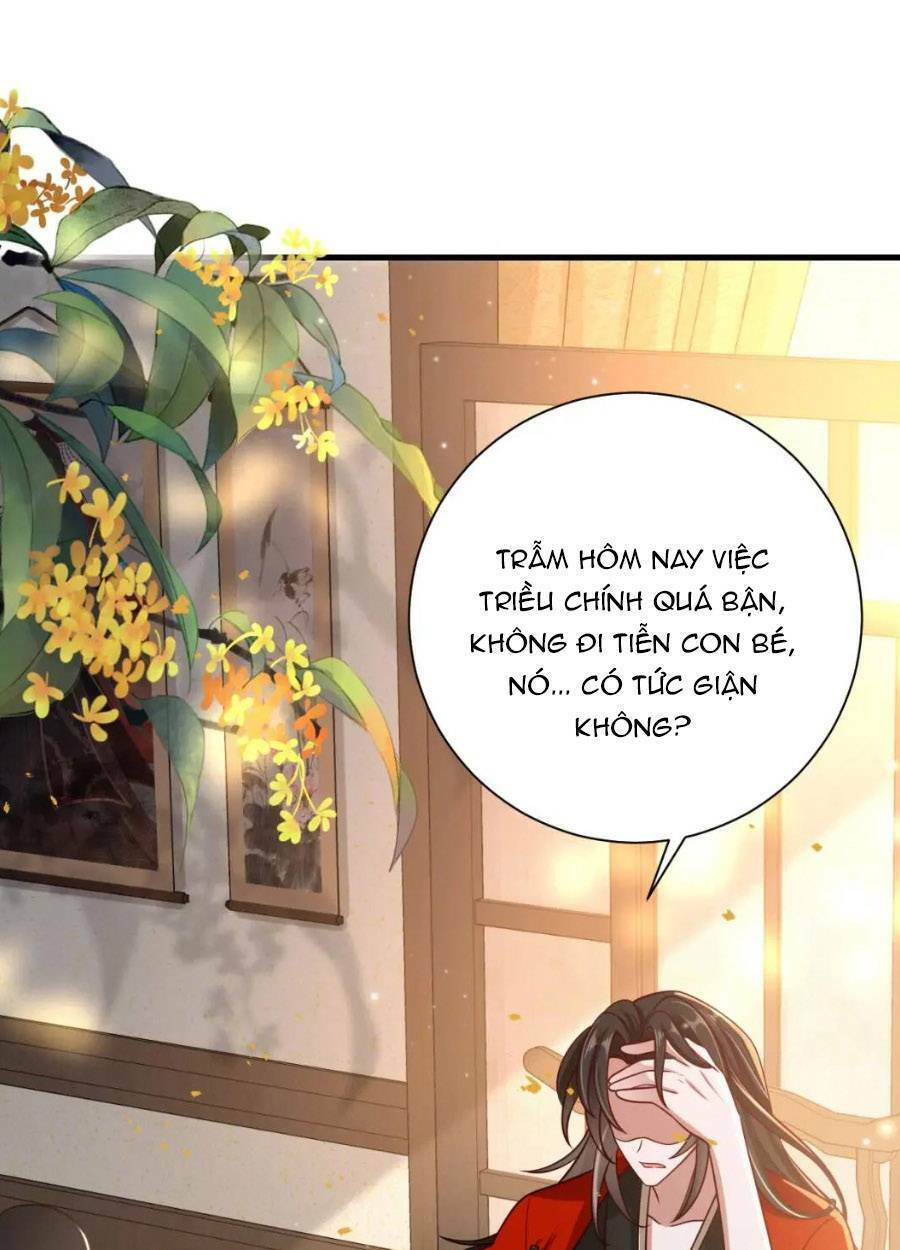 TRẪM HÔM NAY VIỆC
TRIỀU CHÍNH QUÁ BẬN,
KHÔNG ĐI TIỄN CON BÉ,
NÓ... CÓ TỨC GIẬN
KHÔNG?